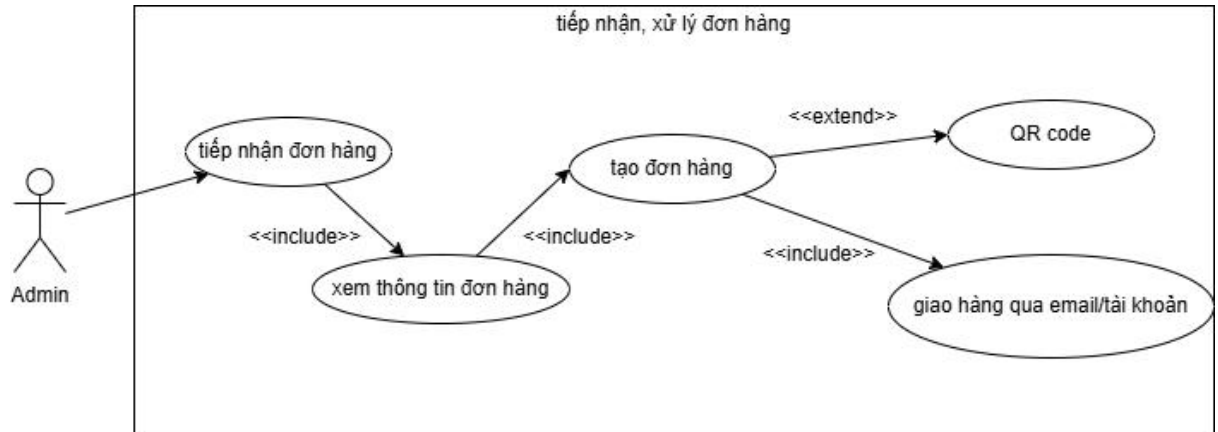 tiếp nhận, xử lý đơn hàng
<<extend>>
QR code
tiếp nhận đơn hàng
tạo đơn hàng
<<include>>
<<include>>
<<include>>
xem thông tin đơn hàng
Admin
giao hàng qua email/tài khoản